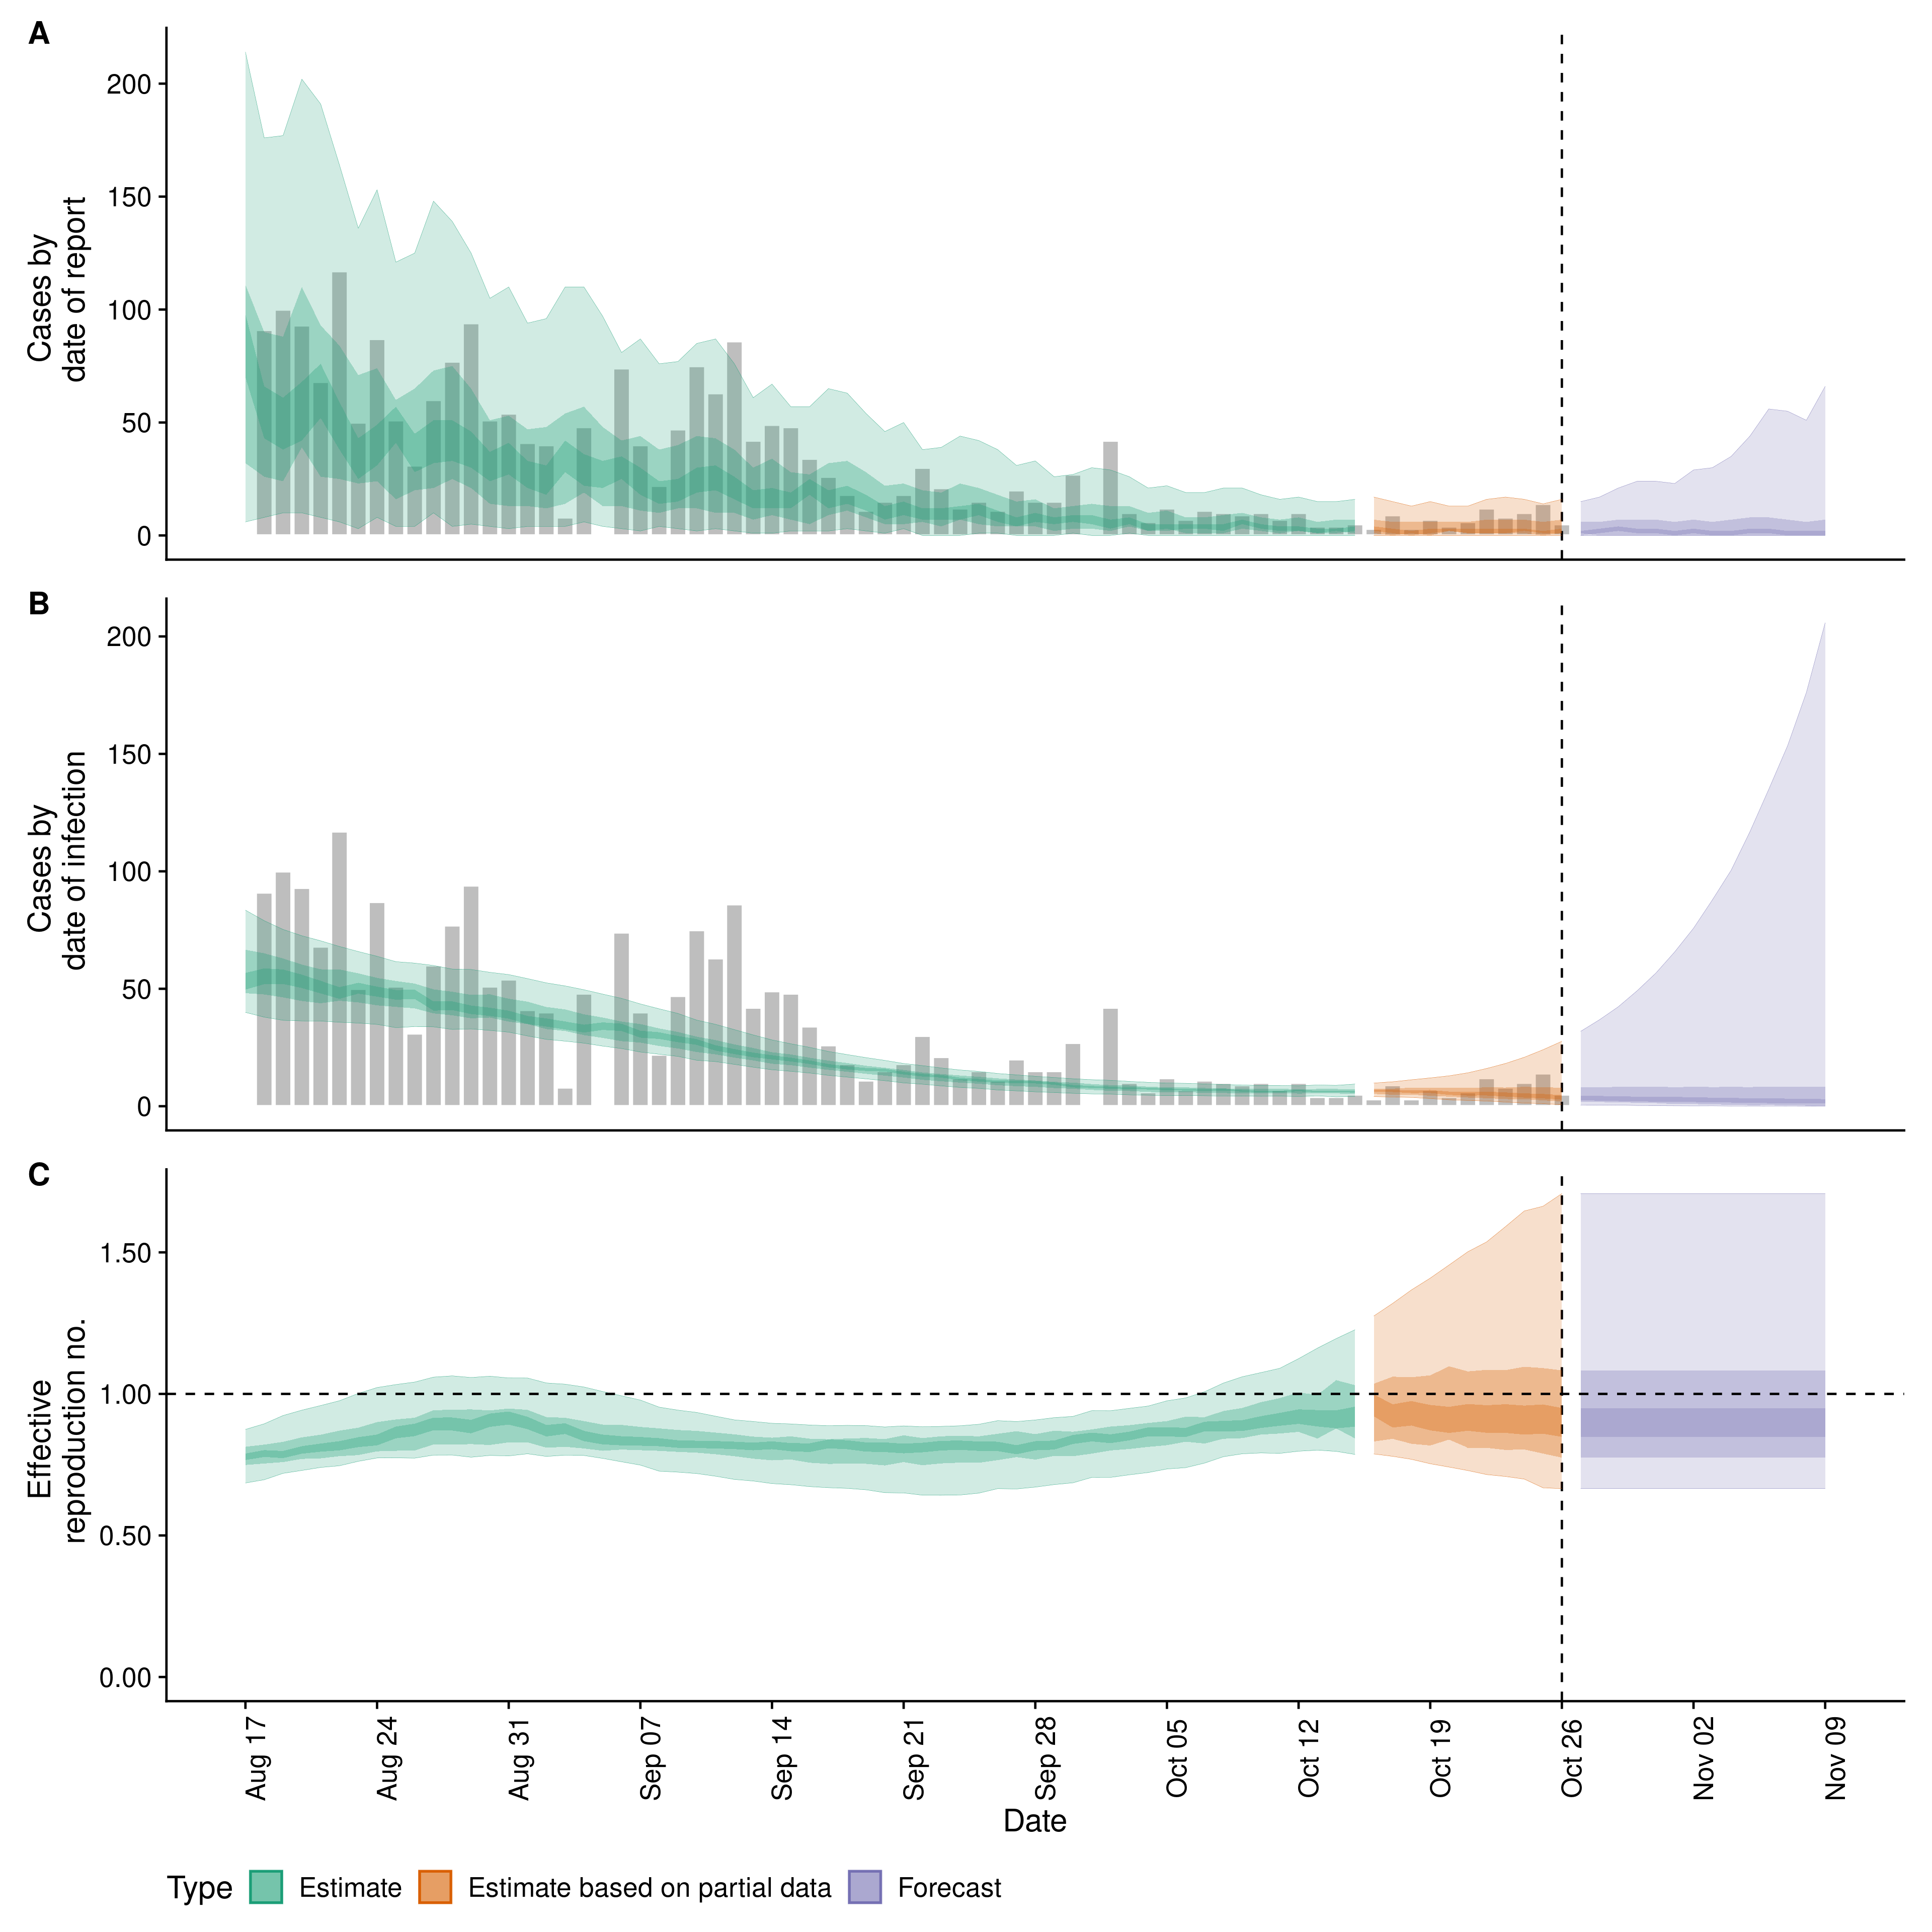 A
200
150
100
50
0
Cases by
date of report
B
200
150
100
50
0
Cases by
date of infection
C
1.50
1.00
0.50
0.00
Effective
reproduction no.
Aug 17
Aug 24
Aug 31
Sep 07
Sep 14
Sep 21
Sep 28
Oct 05
Oct 12
Oct 19
Oct 26
Nov 02
Nov 09
Date
Type Estimate Estimate based on partial data Forecast